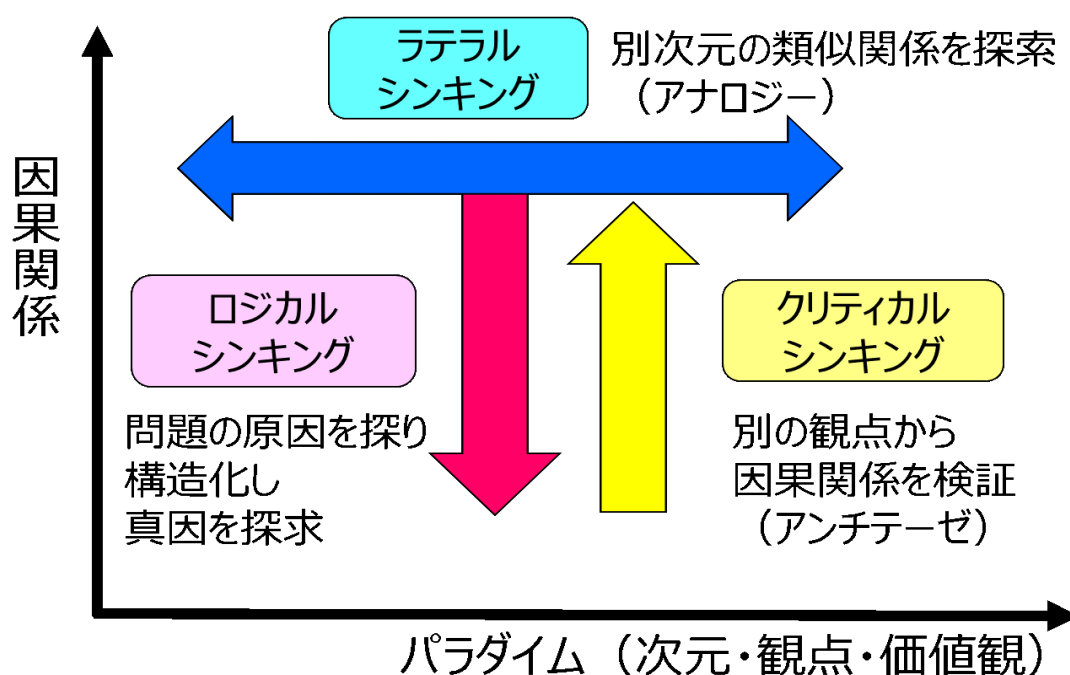 ラテラル
シンキング
別次元の類似関係を探索
（アナロジー）
因果関係
ロジカル
シンキング
問題の原因を探り
構造化し
真因を探求
クリティカル
シンキング
別の観点から
因果関係を検証
（アンチテーゼ）
パラダイム（次元・観点・価値観）